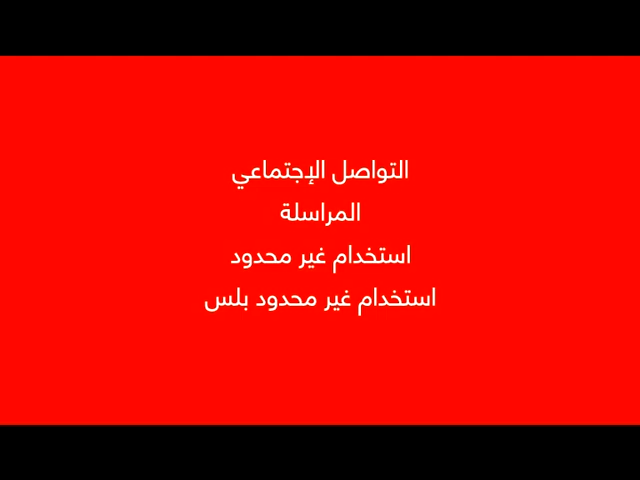 التواصل الإجتماعي
المراسلة
استخدام غير محدود
استخدام غير محدود بلس